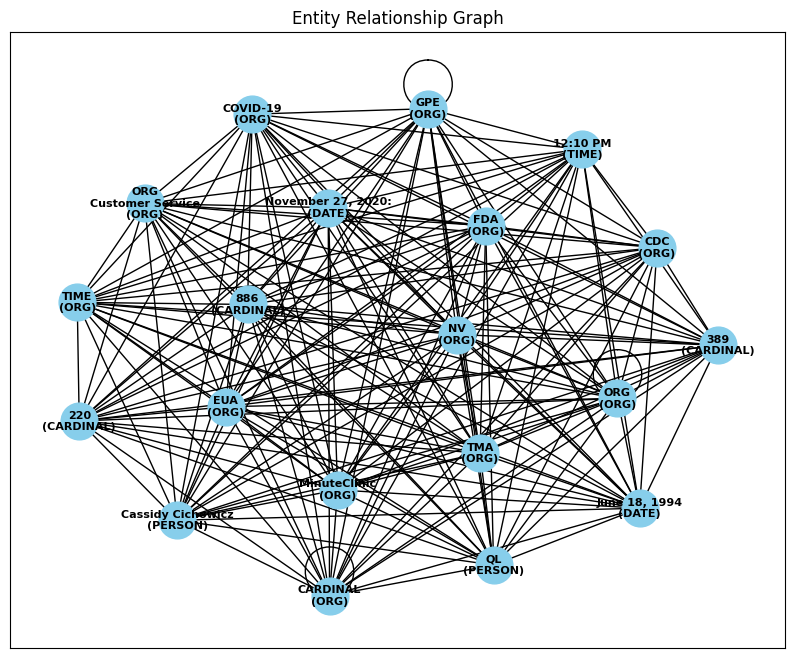 Entity Relationship Graph
GPE
(ORG)
COVID-19
(ORG)
12:10 PM
(TIME)
ORG
Customer Service
(ORG)
November 27, 2020:
(DATE)
FDA
(ORG)
CDC
(ORG)
TIME
(ORG)
886
(CARDINAL)
NV
(ORG)
389
(CARDINAL)
ORG
(ORG)
EUA
(ORG)
220
(CARDINAL)
TMA
(ORG)
MinuteClinic
(ORG)
June 18, 1994
(DATE)
Cassidy Cichowicz
(PERSON)
QL
(PERSON)
CARDINAL
(ORG)